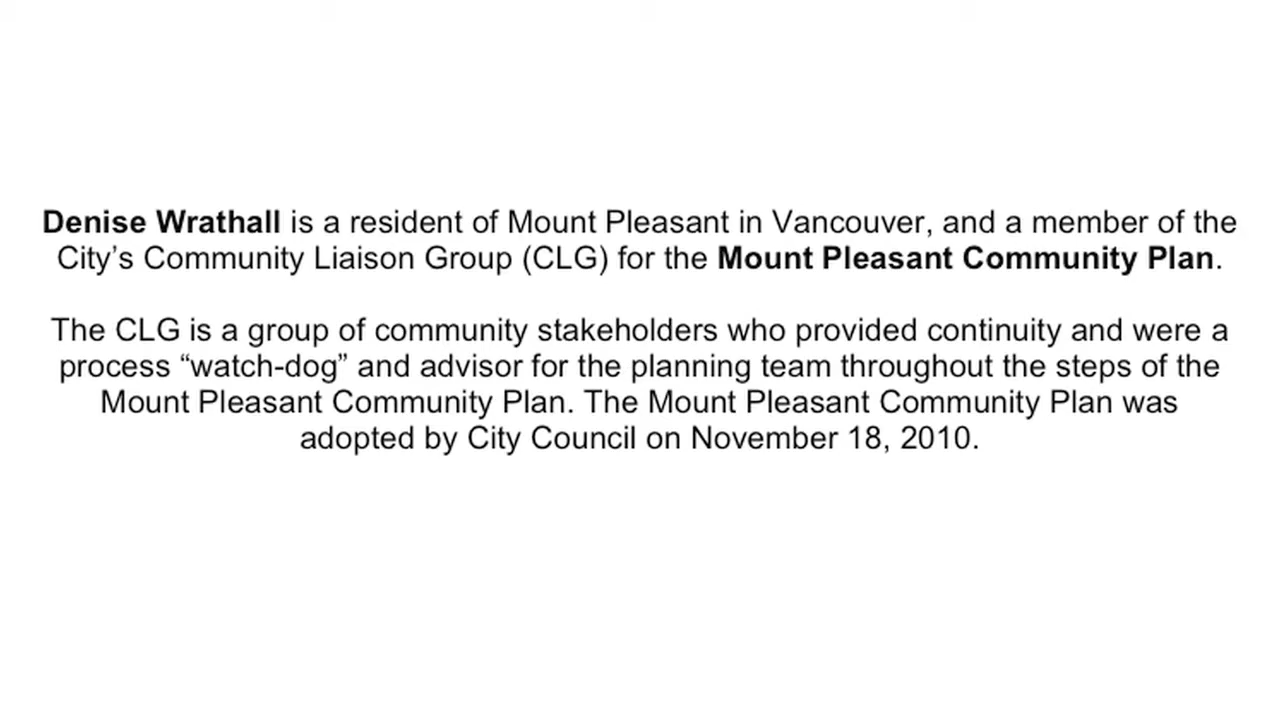 Denise Wrathall is a resident of Mount Pleasant in Vancouver, and a member of the
City’s Community Liaison Group (CLG) for the Mount Pleasant Community Plan.
The CLG is a group of community stakeholders who provided continuity and were a
process “watch-dog” and advisor for the planning team throughout the steps of the
Mount Pleasant Community Plan. The Mount Pleasant Community Plan was
adopted by City Council on November 18, 2010.